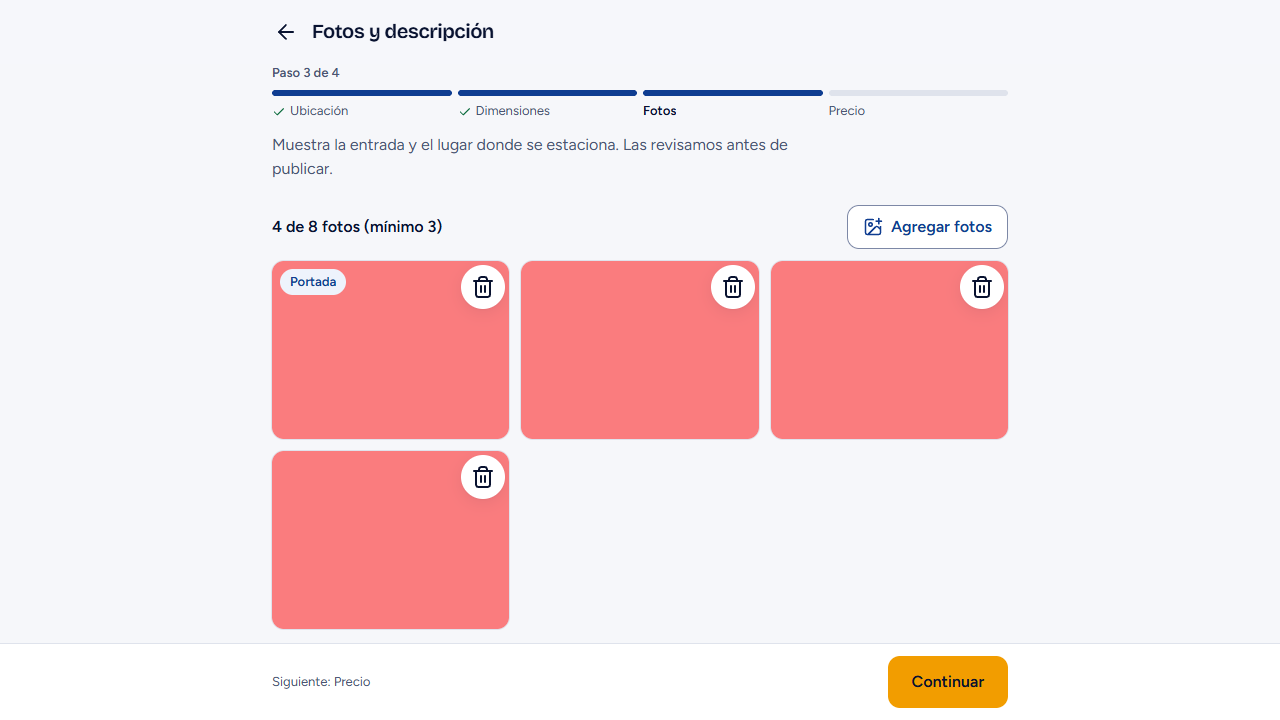 Fotos y descripción
Paso 3 de 4
Ubicación
Dimensiones
Fotos
Precio
Muestra la entrada y el lugar donde se estaciona. Las revisamos antes de
publicar.
4 de 8 fotos (mínimo 3)
Agregar fotos
Portada
Siguiente: Precio
Continuar